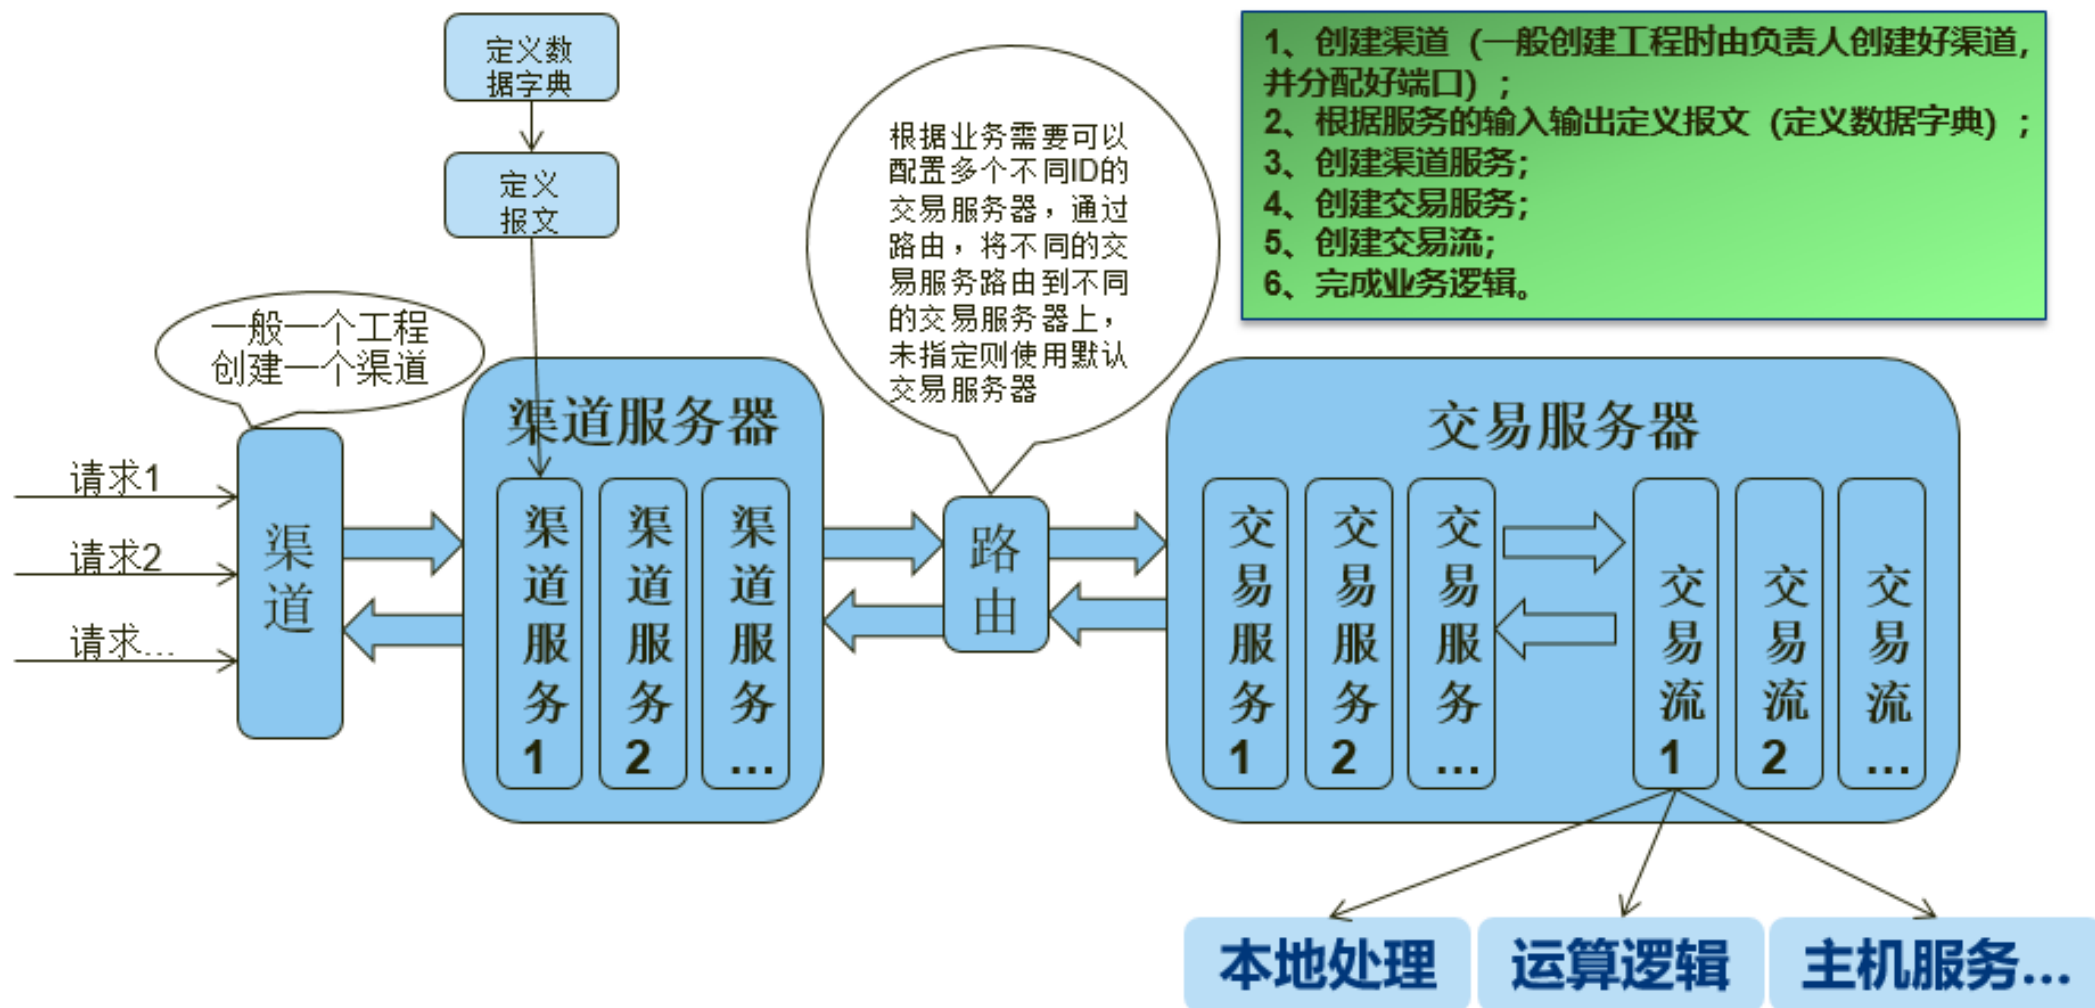 定义数
据字典
定义
报文
根据业务需要可以
配置多个不同ID的
交易服务器，通过
路由，将不同的交
易服务路由到不同
的交易服务器上，
未指定则使用默认
交易服务器
1、创建渠道（一般创建工程时由负责人创建好渠道，
并分配好端口）；
2、根据服务的输入输出定义报文（定义数据字典）；
3、创建渠道服务；
4、创建交易服务；
5、创建交易流；
6、完成业务逻辑。
一般一个工程
创建一个渠道
请求1
请求2
请求...
渠道
渠道服务器
渠道服务1
渠道服务2
渠道服务...
路由
交易服务器
交易服务1
交易服务2
交易服务...
交易流1
交易流2
交易流...
本地处理
运算逻辑
主机服务...